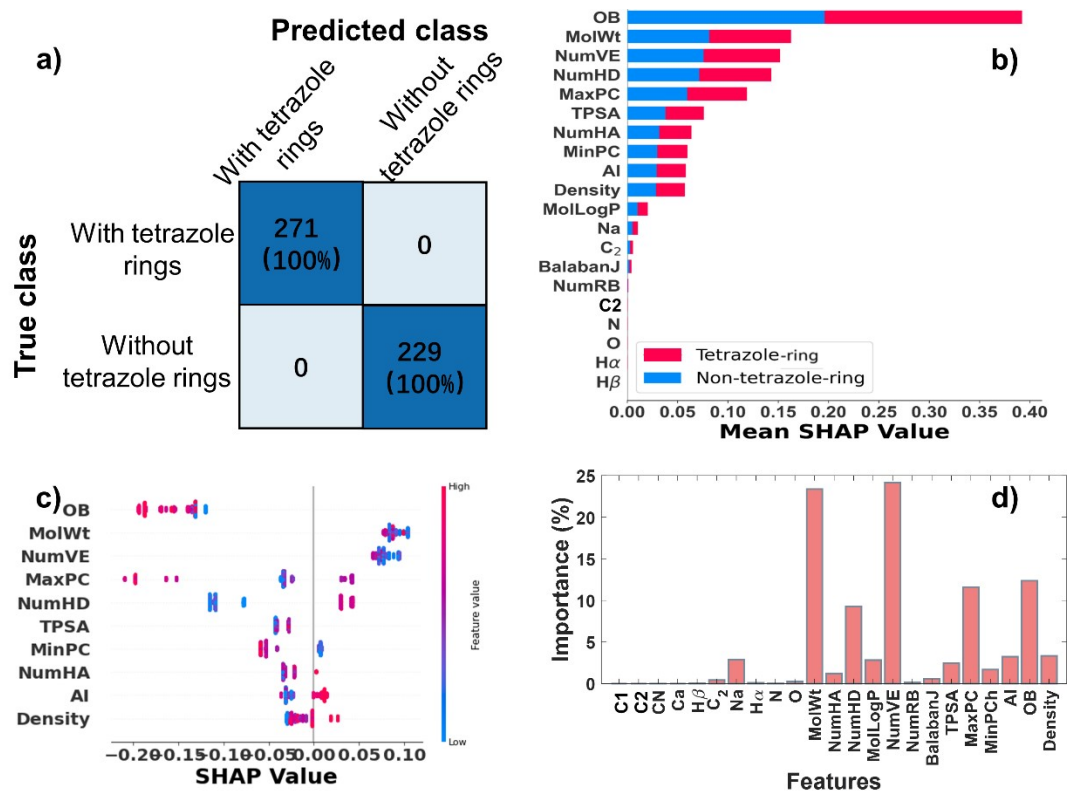 a)
Predicted class
With tetrazole
rings
Without
tetrazole rings
True class
With tetrazole
rings
271
(100%)
0
Without
tetrazole rings
0
229
(100%)
b)
OB
MolWt
NumVE
NumHD
MaxPC
TPSA
NumHA
MinPC
AI
Density
MolLogP
Na
C₂
BalabanJ
NumRB
C2
N
O
Hα
Hβ
Tetrazole-ring
Non-tetrazole-ring
0.00 0.05 0.10 0.15 0.20 0.25 0.30 0.35 0.40
Mean SHAP Value
c)
High
OB
MolWt
NumVE
MaxPC
NumHD
TPSA
MinPC
NumHA
AI
Density
Feature value
Low
−0.20 −0.15 −0.10 −0.05 0.00 0.05 0.10
SHAP Value
d)
Importance (%)
25
20
15
10
5
0
C1 C2 CN Ca Hβ C₂ Na Hα N O MolWt NumHA NumHD MolLogP NumVE NumRB BalabanJ TPSA MaxPC MinPCh AI OB Density
Features